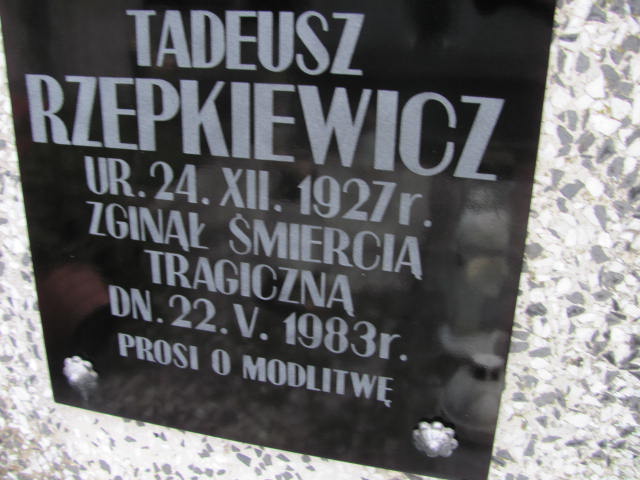 TADEUSZ
RZEPKIEWICZ
UR. 24. XII. 1927r.
ZGINĄŁ ŚMIERCIĄ
TRAGICZNĄ
DN. 22. V. 1983r.
PROSI O MODLITWĘ